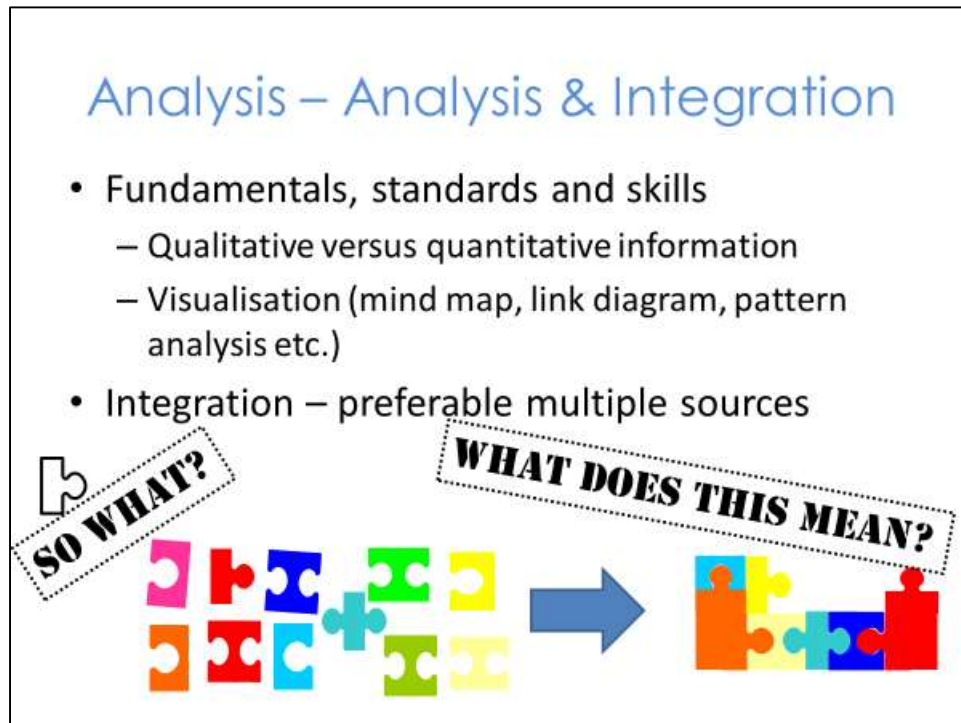 Analysis – Analysis & Integration
• Fundamentals, standards and skills
– Qualitative versus quantitative information
– Visualisation (mind map, link diagram, pattern
analysis etc.)
• Integration – preferable multiple sources
SO WHAT?
WHAT DOES THIS MEAN?